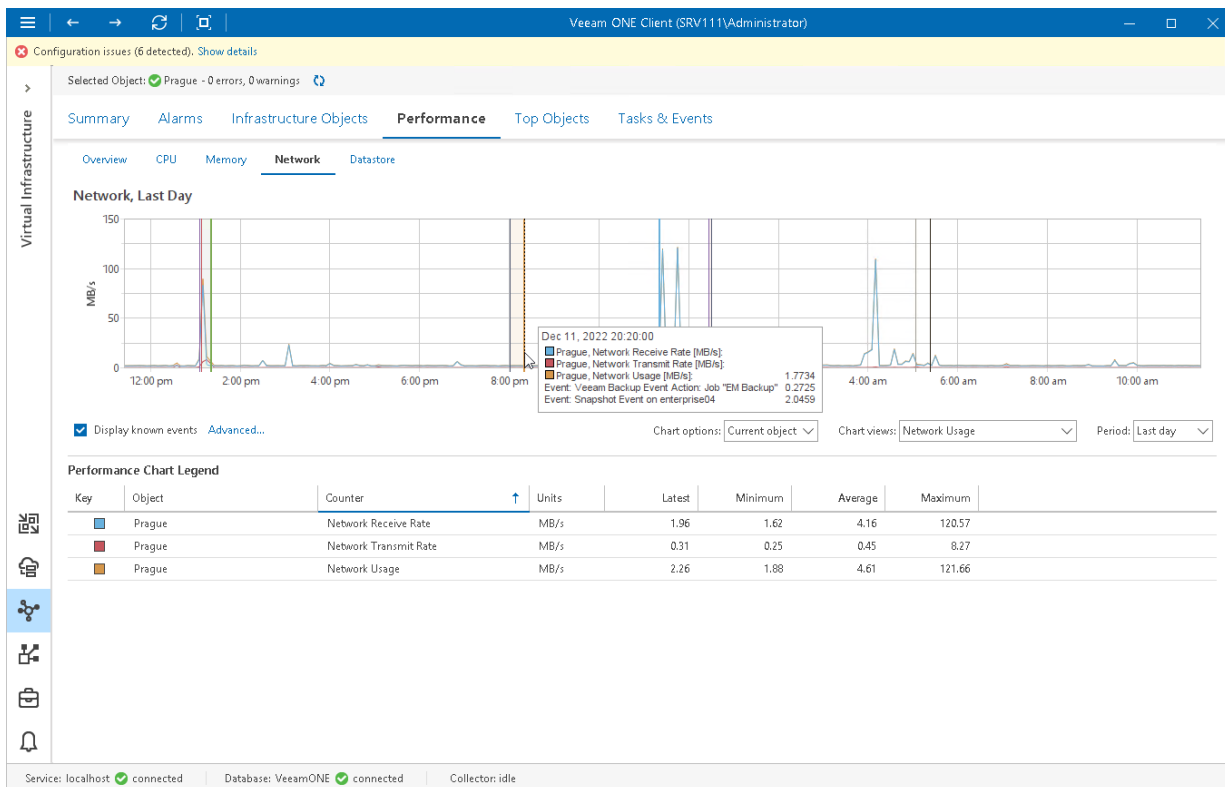 Veeam ONE Client (SRV111\Administrator)
Configuration issues (6 detected). Show details
Selected Object: Prague - 0 errors, 0 warnings
Virtual Infrastructure
Summary Alarms Infrastructure Objects Performance Top Objects Tasks & Events
Overview CPU Memory Network Datastore
Network, Last Day
MB/s
150
100
50
0
12:00 pm 2:00 pm 4:00 pm 6:00 pm 8:00 pm 4:00 am 6:00 am 8:00 am 10:00 am
Dec 11, 2022 20:20:00
Prague, Network Receive Rate [MB/s]:
Prague, Network Transmit Rate [MB/s]:
Prague, Network Usage [MB/s]: 1.7734
Event: Veeam Backup Event Action: Job "EM Backup" 0.2725
Event: Snapshot Event on enterprise04 2.0459
Display known events Advanced... Chart options: Current object Chart views: Network Usage Period: Last day
Performance Chart Legend
Key Object Counter Units Latest Minimum Average Maximum
Prague Network Receive Rate MB/s 1.96 1.62 4.16 120.57
Prague Network Transmit Rate MB/s 0.31 0.25 0.45 8.27
Prague Network Usage MB/s 2.26 1.88 4.61 121.66
Service: localhost connected Database: VeeamONE connected Collector: idle